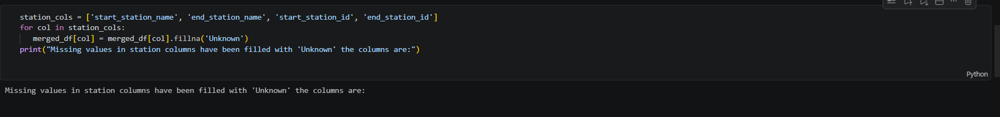 station_cols = ['start_station_name', 'end_station_name', 'start_station_id', 'end_station_id']
for col in station_cols:
    merged_df[col] = merged_df[col].fillna('Unknown')
print("Missing values in station columns have been filled with 'Unknown' the columns are:")
Python
Missing values in station columns have been filled with 'Unknown' the columns are: